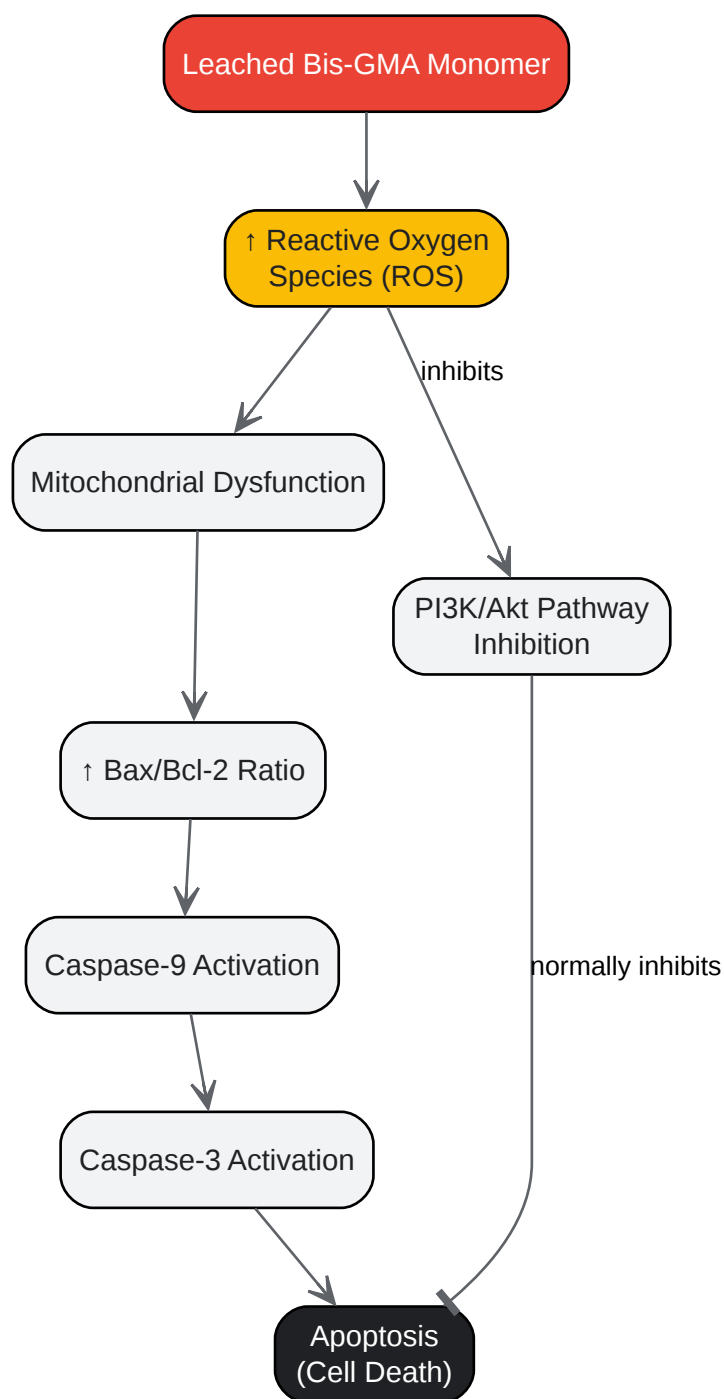 Leached Bis-GMA Monomer
↑ Reactive Oxygen
Species (ROS)
inhibits
Mitochondrial Dysfunction
PI3K/Akt Pathway
Inhibition
↑ Bax/Bcl-2 Ratio
Caspase-9 Activation
normally inhibits
Caspase-3 Activation
Apoptosis
(Cell Death)